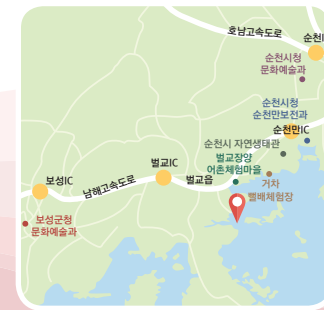 호남고속도로
순천I
순천시청
문화예술과
순천시청
순천만보전과
순천만IC
순천시 자연생태관
벌교장양
어촌체험마을
벌교IC
벌교읍
거차
뻘배체험장
보성IC
남해고속도로
보성군청
문화예술과